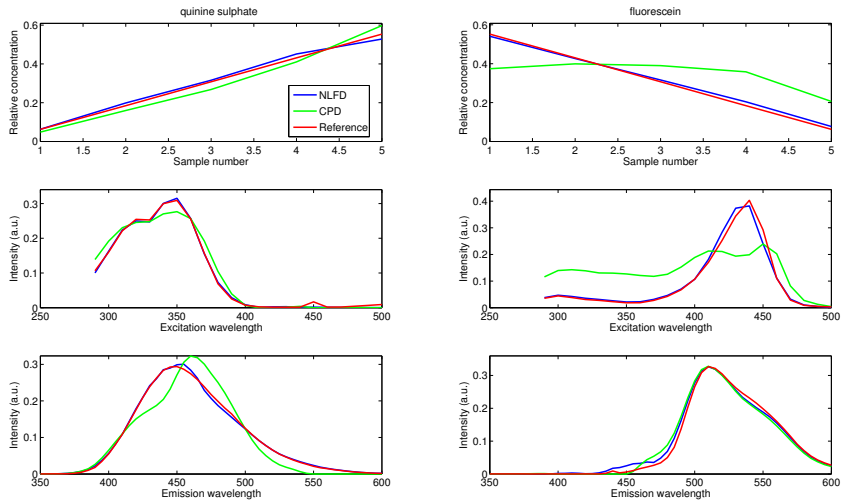 quinine sulphate
Relative concentration
0.6
0.4
0.2
0
NLFD
CPD
Reference
1 1.5 2 2.5 3 3.5 4 4.5 5
Sample number
fluorescein
Relative concentration
0.6
0.4
0.2
0
1 1.5 2 2.5 3 3.5 4 4.5 5
Sample number
Intensity (a.u.)
0.3
0.2
0.1
0
250 300 350 400 450 500
Excitation wavelength
Intensity (a.u.)
0.4
0.3
0.2
0.1
0
250 300 350 400 450 500
Excitation wavelength
Intensity (a.u.)
0.3
0.2
0.1
0
350 400 450 500 550 600
Emission wavelength
Intensity (a.u.)
0.3
0.2
0.1
0
350 400 450 500 550 600
Emission wavelength